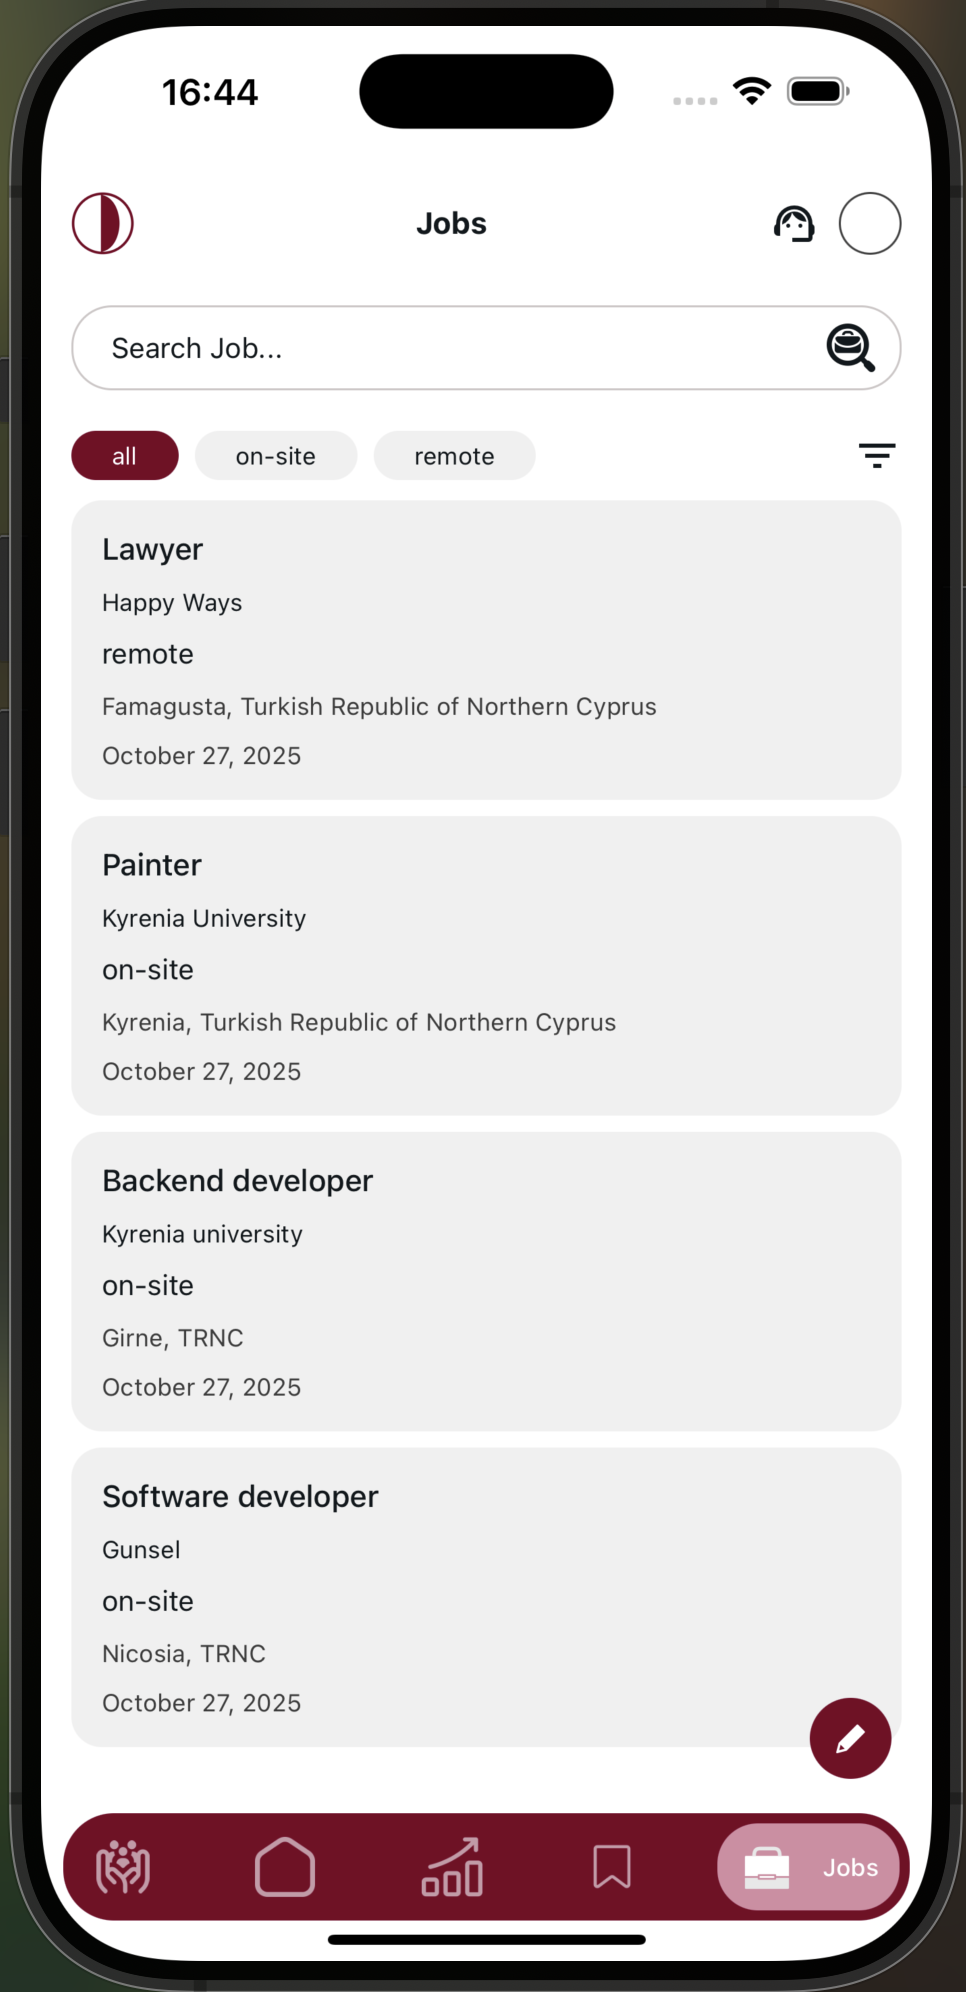 16:44
Jobs
Search Job...
all
on-site
remote
Lawyer
Happy Ways
remote
Famagusta, Turkish Republic of Northern Cyprus
October 27, 2025
Painter
Kyrenia University
on-site
Kyrenia, Turkish Republic of Northern Cyprus
October 27, 2025
Backend developer
Kyrenia university
on-site
Girne, TRNC
October 27, 2025
Software developer
Gunsel
on-site
Nicosia, TRNC
October 27, 2025
Jobs